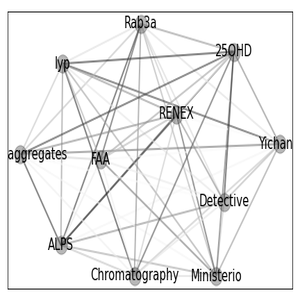 Rab3a
lyp
25OHD
RENEX
Yichan
aggregates
FAA
Detective
ALPS
Chromatography
Ministerio